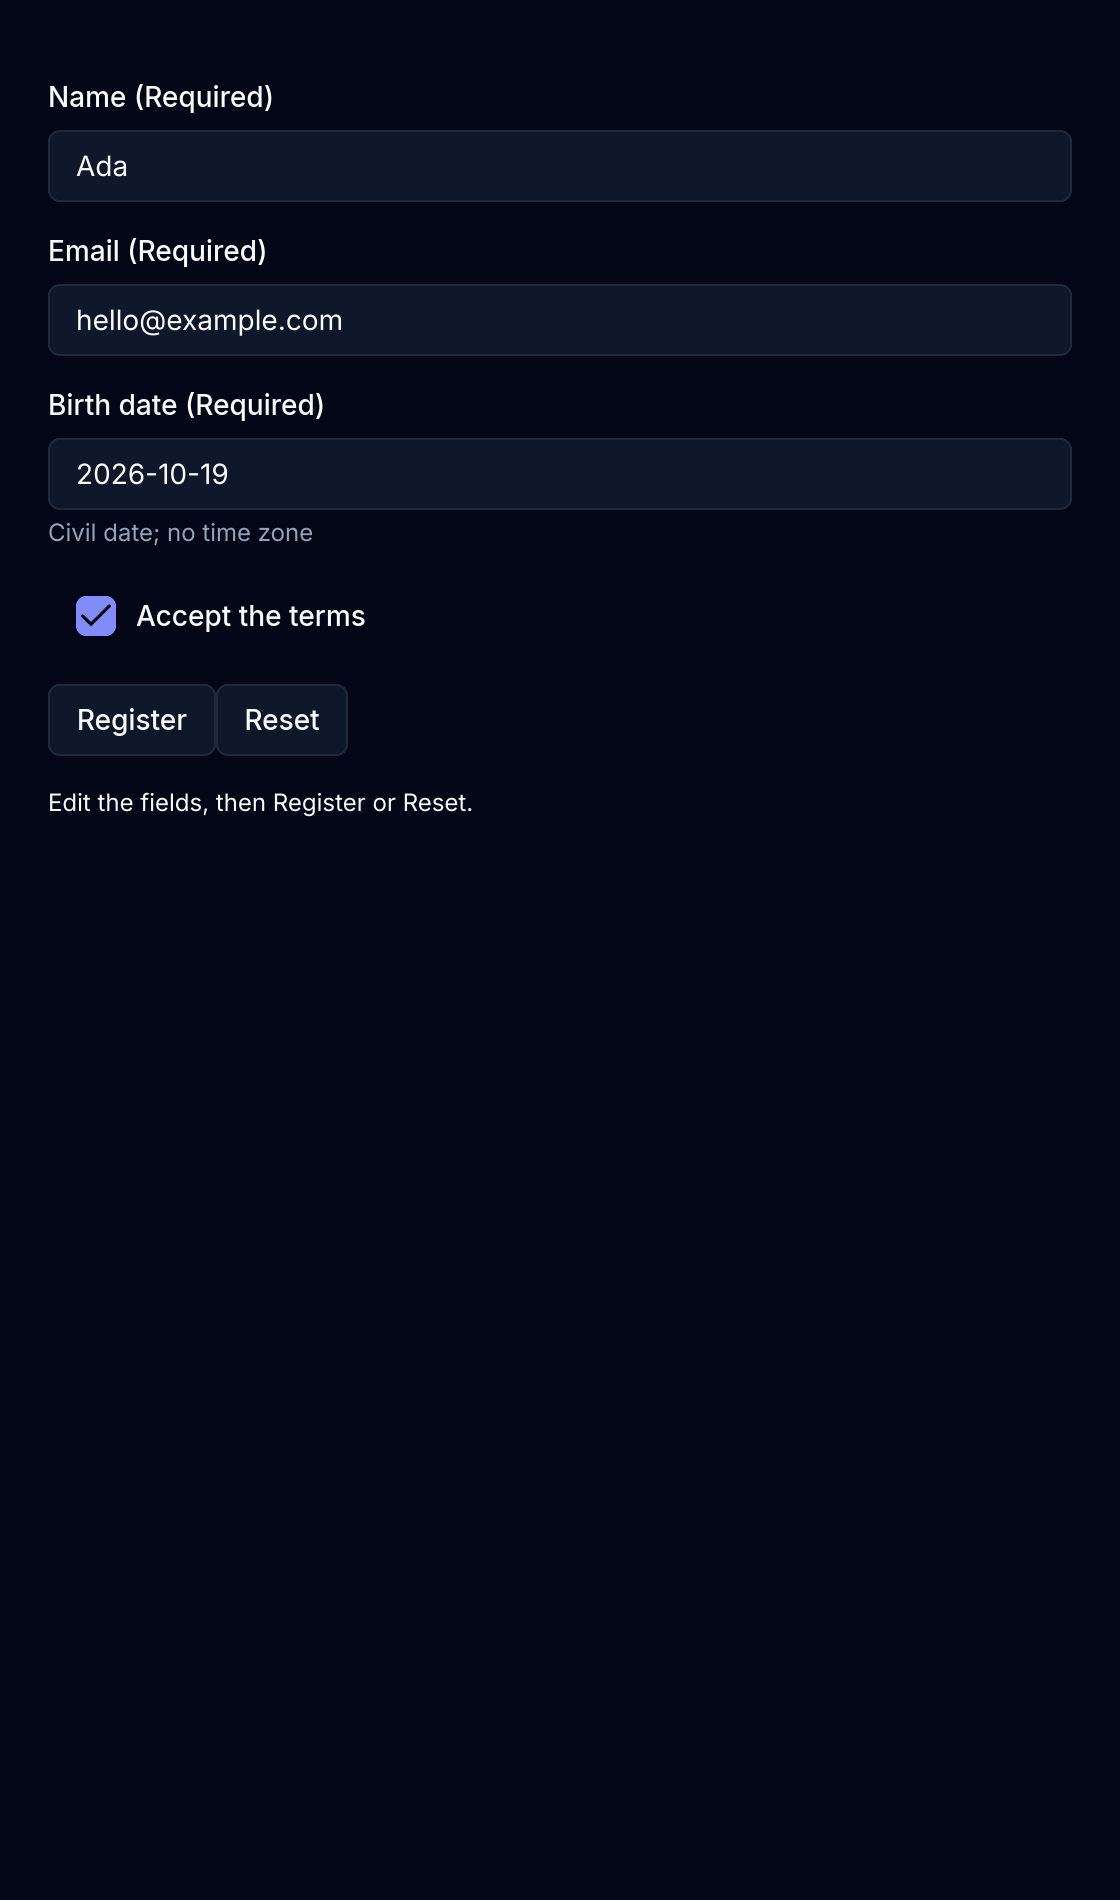 Name (Required)
Ada
Email (Required)
hello@example.com
Birth date (Required)
2026-10-19
Civil date; no time zone
Accept the terms
Register Reset
Edit the fields, then Register or Reset.